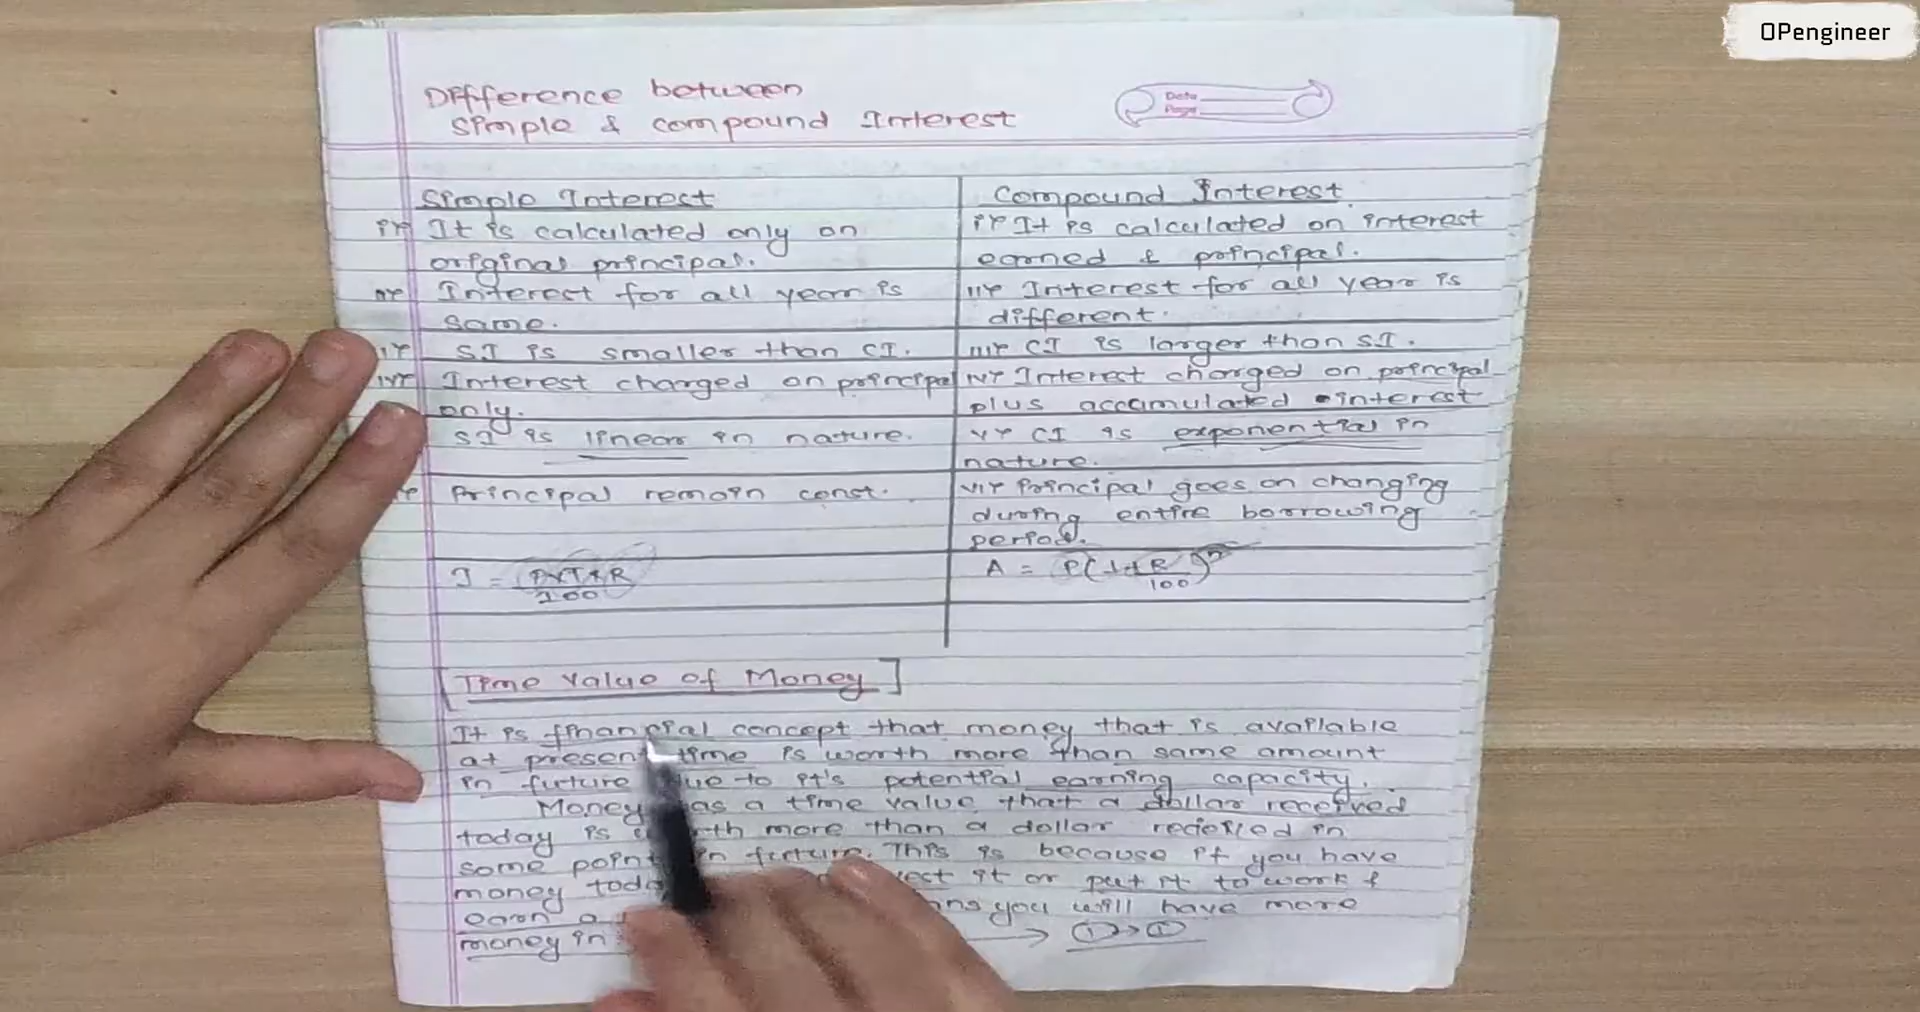 OPengineer
Difference between
Simple & compound Interest
Date
Page
Simple Interest
i) It is calculated only on
original principal.
ii) Interest for all year is
same.
SI is smaller than CI.
iv) Interest charged on principal
only.
SI is linear in nature.
Principal remain const.
I = P×T×R
100
Compound Interest
i) It is calculated on interest
earned & principal.
ii) Interest for all year is
different.
iii) CI is larger than SI.
iv) Interest charged on principal
plus accumulated interest
v) CI is exponential in
nature.
vi) Principal goes on changing
during entire borrowing
period.
A = P(1+R
100)
[Time Value of Money]
It is financial concept that money that is available
at present time is worth more than same amount
in future due to it's potential earning capacity.
Money has a time value that a dollar received
today is more than a dollar received in
some point in future. This is because if you have
money it or put it to work &
earn a you will have more
money in → ① > ②